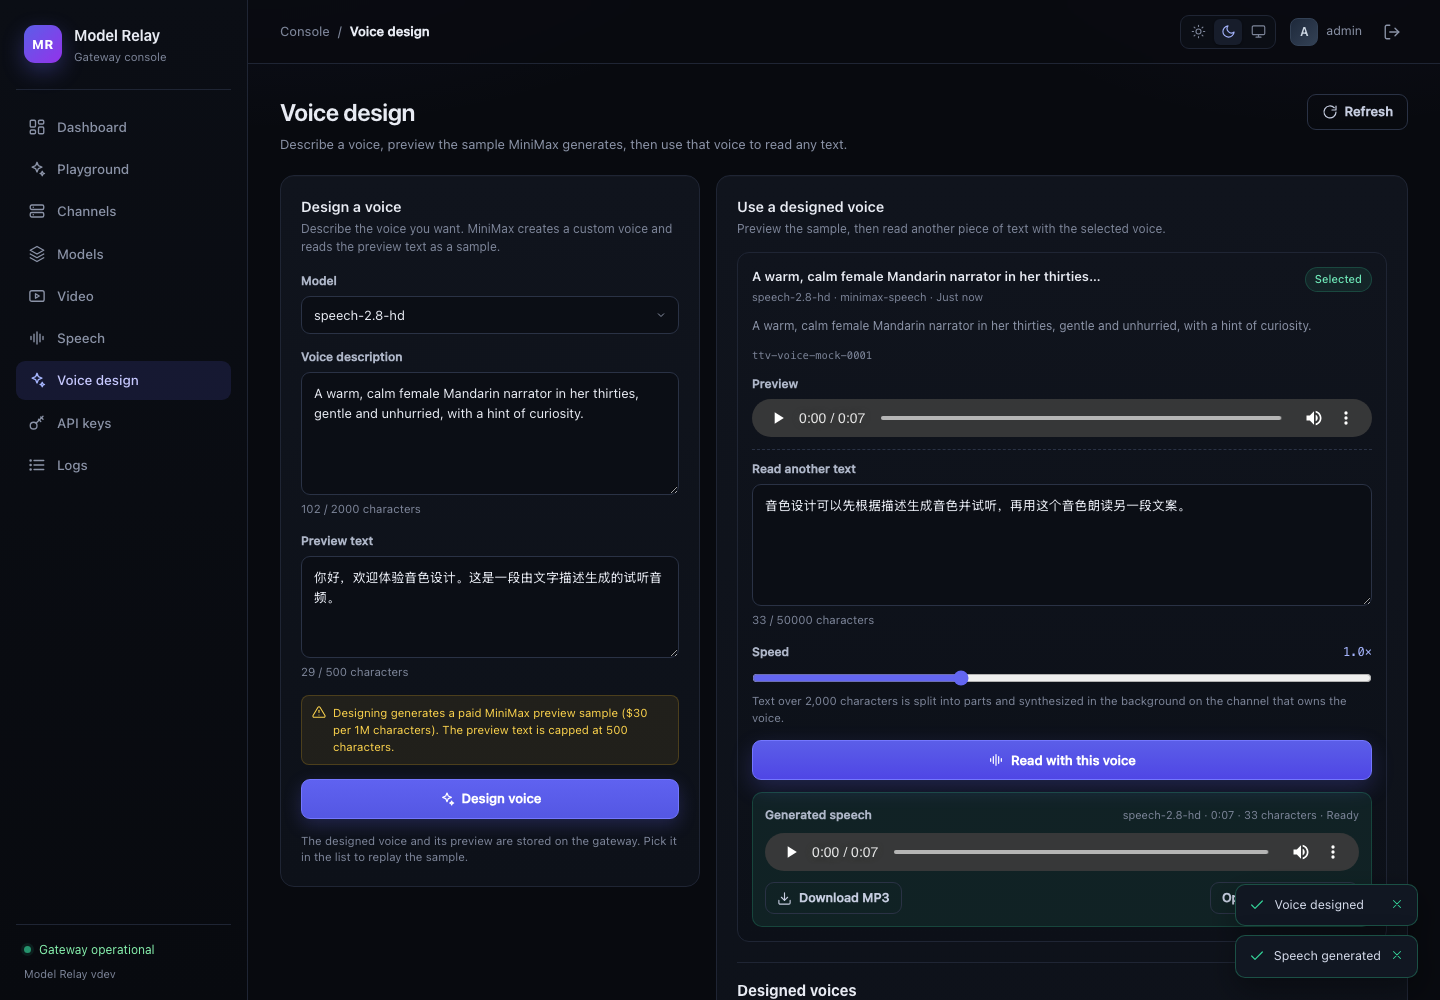 MR
Model Relay
Gateway console
Dashboard
Playground
Channels
Models
Video
Speech
Voice design
API keys
Logs
Gateway operational
Model Relay vdev
Console / Voice design
A
admin
Voice design
Refresh
Describe a voice, preview the sample MiniMax generates, then use that voice to read any text.
Design a voice
Describe the voice you want. MiniMax creates a custom voice and
reads the preview text as a sample.
Model
speech-2.8-hd
Voice description
A warm, calm female Mandarin narrator in her thirties,
gentle and unhurried, with a hint of curiosity.
102 / 2000 characters
Preview text
你好，欢迎体验音色设计。这是一段由文字描述生成的试听音
频。
29 / 500 characters
Designing generates a paid MiniMax preview sample ($30
per 1M characters). The preview text is capped at 500
characters.
Design voice
The designed voice and its preview are stored on the gateway. Pick it
in the list to replay the sample.
Use a designed voice
Preview the sample, then read another piece of text with the selected voice.
A warm, calm female Mandarin narrator in her thirties...
Selected
speech-2.8-hd · minimax-speech · Just now
A warm, calm female Mandarin narrator in her thirties, gentle and unhurried, with a hint of curiosity.
ttv-voice-mock-0001
Preview
0:00 / 0:07
Read another text
音色设计可以先根据描述生成音色并试听，再用这个音色朗读另一段文案。
33 / 50000 characters
Speed
1.0×
Text over 2,000 characters is split into parts and synthesized in the background on the channel that owns the
voice.
Read with this voice
Generated speech
speech-2.8-hd · 0:07 · 33 characters · Ready
0:00 / 0:07
Download MP3
Voice designed
Speech generated
Designed voices